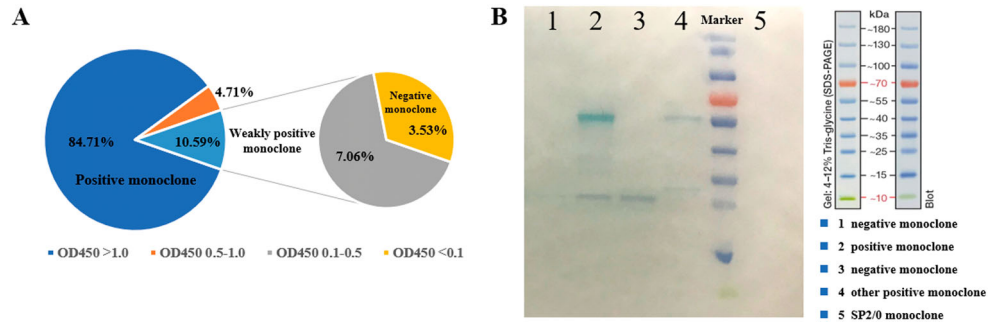 A
4.71%
84.71%
10.59%
Positive monoclone
Weakly positive
monoclone
Negative
monoclone
3.53%
7.06%
OD450 >1.0
OD450 0.5-1.0
OD450 0.1-0.5
OD450 <0.1
B
1 2 3 4 Marker 5
kDa
~180
~130
~100
~70
~55
~40
~35
~25
~15
~10
Gel: 4–12% Tris-glycine (SDS-PAGE)
Blot
1 negative monoclone
2 positive monoclone
3 negative monoclone
4 other positive monoclone
5 SP2/0 monoclone